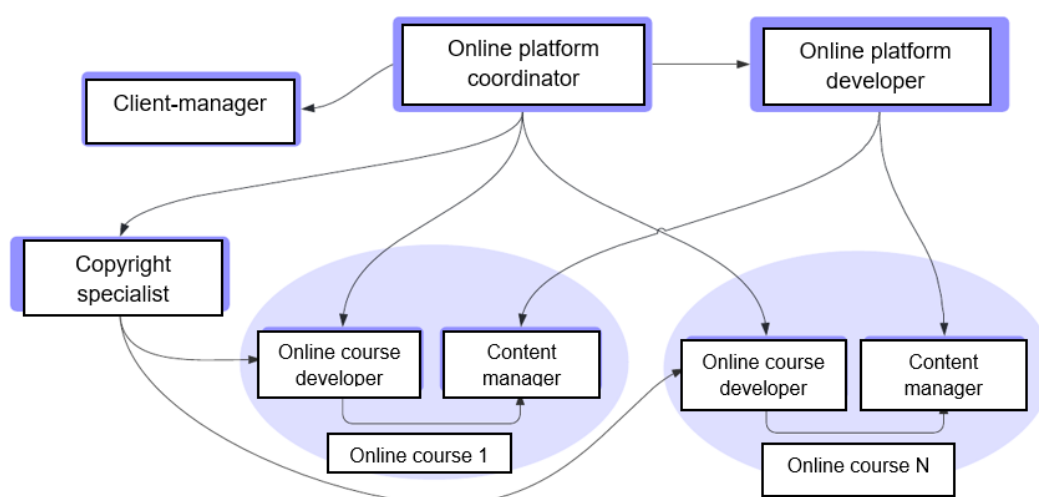 Online platform
coordinator
Online platform
developer
Client-manager
Copyright
specialist
Online course
developer
Content
manager
Online course
developer
Content
manager
Online course 1
Online course N